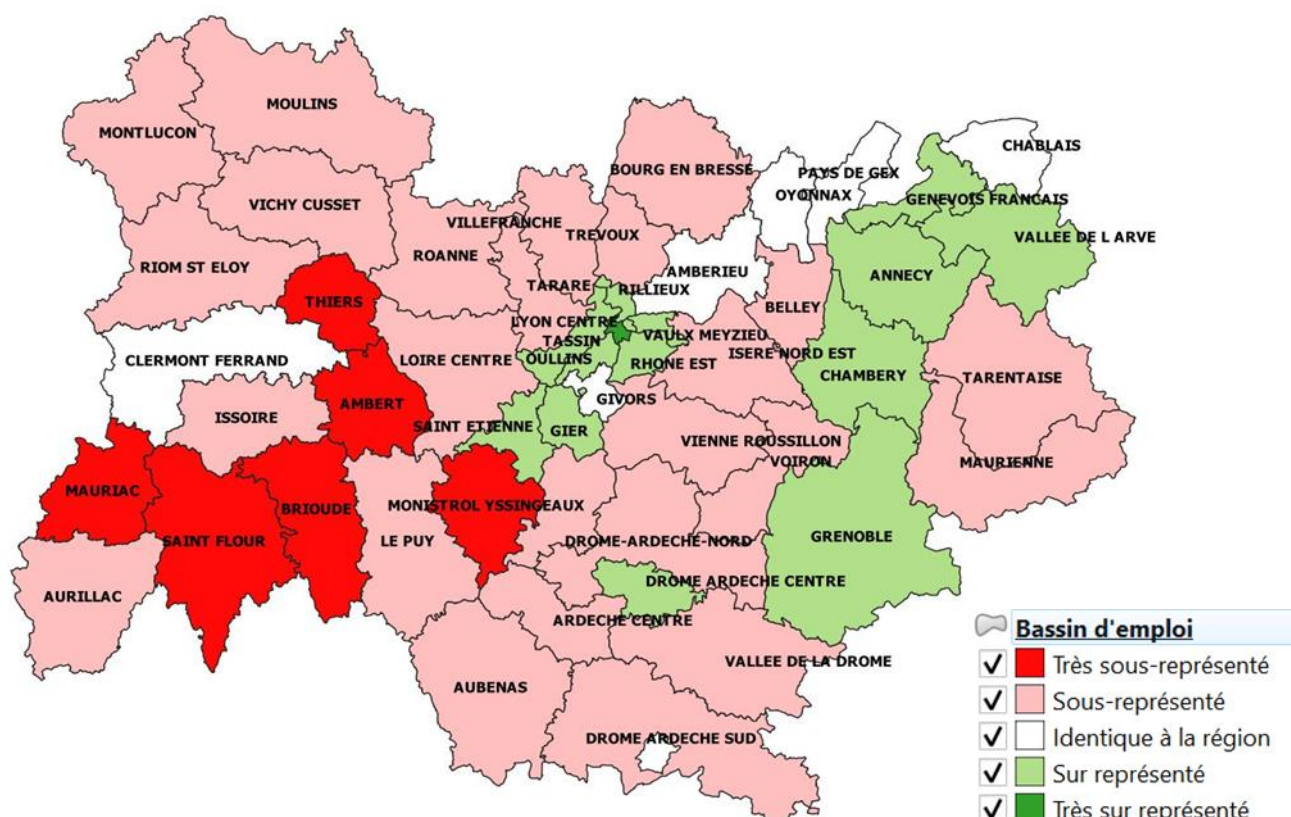 MOULINS
MONTLUCON
CHABLAIS
BOURG EN BRESSE
PAYS DE GEX
OYONNAX
GENEVOIS FRANCAIS
VICHY CUSSET
VILLEFRANCHE
TREVOUX
VALLEE DE L ARVE
ROANNE
RIOM ST ELOY
AMBERIEU
ANNECY
TARARE
RILLIEUX
THIERS
BELLEY
LYON CENTRE
VAULX MEYZIEU
TASSIN
ISERE NORD EST
CLERMONT FERRAND
LOIRE CENTRE
OULLINS
RHONE EST
CHAMBERY
TARENTAISE
GIVORS
AMBERT
ISSOIRE
SAINT ETIENNE
GIER
VIENNE ROUSSILLON
VOIRON
MAURIENNE
MAURIAC
BRIOUDE
MONISTROL YSSINGEAUX
GRENOBLE
SAINT FLOUR
LE PUY
DROME-ARDECHE-NORD
DROME ARDECHE CENTRE
AURILLAC
ARDECHE CENTRE
VALLEE DE LA DROME
AUBENAS
DROME ARDECHE SUD
Bassin d'emploi
Très sous-représenté
Sous-représenté
Identique à la région
Sur représenté
Très sur représenté